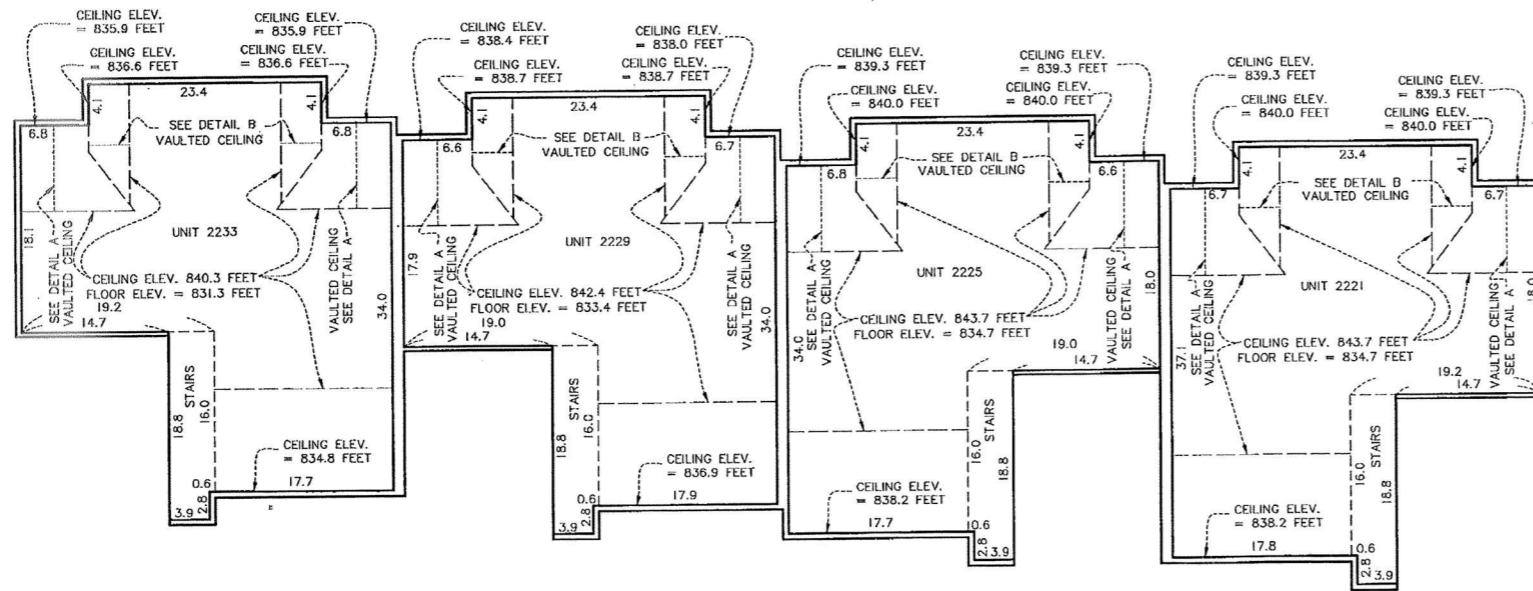 CEILING ELEV.
= 835.9 FEET
CEILING ELEV.
= 836.6 FEET
CEILING ELEV.
= 835.9 FEET
CEILING ELEV.
= 836.6 FEET
23.4
4.1
4.1
6.8
6.8
SEE DETAIL B
VAULTED CEILING
18.1
SEE DETAIL A
VAULTED CEILING
UNIT 2233
CEILING ELEV. 840.3 FEET
FLOOR ELEV. = 831.3 FEET
VAULTED CEILING
SEE DETAIL A
34.0
19.2
14.7
STAIRS
18.8
16.0
CEILING ELEV.
= 834.8 FEET
0.6
17.7
2.8
3.9
CEILING ELEV.
= 838.4 FEET
CEILING ELEV.
= 838.7 FEET
CEILING ELEV.
= 838.0 FEET
CEILING ELEV.
= 838.7 FEET
23.4
4.1
4.1
6.6
6.7
SEE DETAIL B
VAULTED CEILING
17.9
SEE DETAIL A
VAULTED CEILING
UNIT 2229
CEILING ELEV. 842.4 FEET
FLOOR ELEV. = 833.4 FEET
VAULTED CEILING
SEE DETAIL A
34.0
19.0
14.7
STAIRS
18.8
16.0
CEILING ELEV.
= 836.9 FEET
0.6
17.9
2.8
3.9
CEILING ELEV.
= 839.3 FEET
CEILING ELEV.
= 840.0 FEET
CEILING ELEV.
= 839.3 FEET
CEILING ELEV.
= 840.0 FEET
23.4
4.1
4.1
6.8
6.6
SEE DETAIL B
VAULTED CEILING
34.0
SEE DETAIL A
VAULTED CEILING
UNIT 2225
CEILING ELEV. 843.7 FEET
FLOOR ELEV. = 834.7 FEET
VAULTED CEILING
SEE DETAIL A
18.0
19.0
14.7
STAIRS
16.0
18.8
CEILING ELEV.
= 838.2 FEET
17.7
0.6
2.8
3.9
CEILING ELEV.
= 839.3 FEET
CEILING ELEV.
= 840.0 FEET
CEILING ELEV.
= 839.3 FEET
CEILING ELEV.
= 840.0 FEET
23.4
4.1
4.1
6.7
6.7
SEE DETAIL B
VAULTED CEILING
37.1
SEE DETAIL A
VAULTED CEILING
UNIT 2221
CEILING ELEV. 843.7 FEET
FLOOR ELEV. = 834.7 FEET
VAULTED CEILING
SEE DETAIL A
18.0
19.2
14.7
STAIRS
16.0
18.8
CEILING ELEV.
= 838.2 FEET
17.8
0.6
2.8
3.9